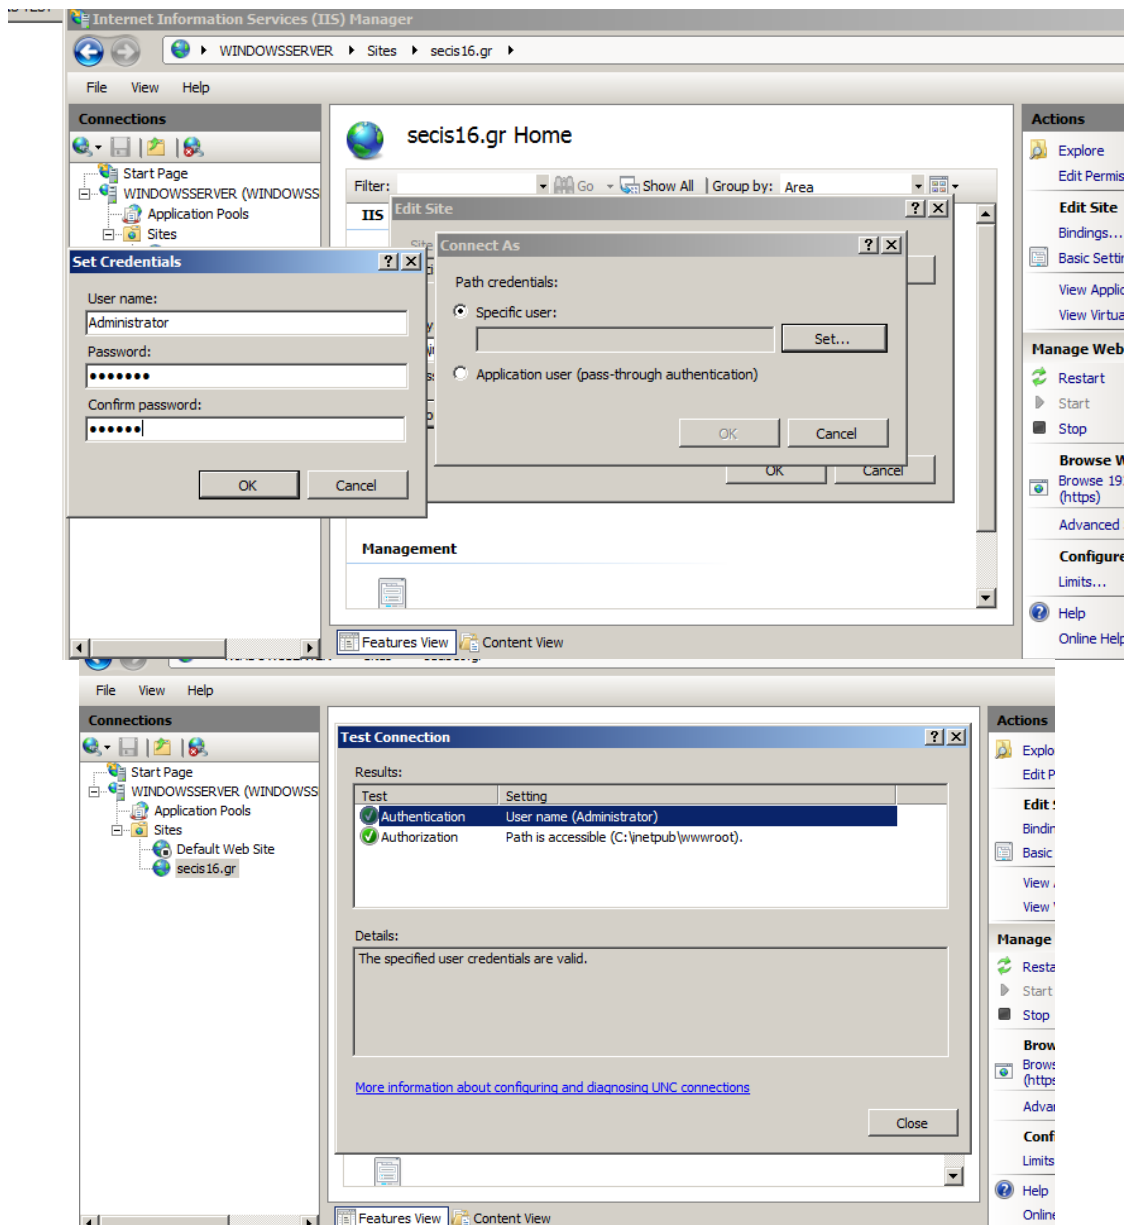 Internet Information Services (IIS) Manager
WINDOWSSERVER Sites secis16.gr
File View Help
Connections
Start Page
WINDOWSSERVER (WINDOWSS
Application Pools
Sites
secis16.gr Home
Filter: Go Show All Group by: Area
IIS
Edit Site
Site
Connect As
Path credentials:
Specific user:
Set...
Application user (pass-through authentication)
OK Cancel
OK Cancel
Set Credentials
User name:
Administrator
Password:
•••••••
Confirm password:
••••••
OK Cancel
Management
Features View Content View
Actions
Explore
Edit Permis
Edit Site
Bindings...
Basic Settin
View Applic
View Virtua
Manage Web
Restart
Start
Stop
Browse W
Browse 19
(https)
Advanced
Configure
Limits...
Help
Online Help
File View Help
Connections
Start Page
WINDOWSSERVER (WINDOWSS
Application Pools
Sites
Default Web Site
secis16.gr
Test Connection
Results:
Test Setting
Authentication User name (Administrator)
Authorization Path is accessible (C:\inetpub\wwwroot).
Details:
The specified user credentials are valid.
More information about configuring and diagnosing UNC connections
Close
Features View Content View
Actions
Explo
Edit P
Edit
Bindin
Basic
View
View
Manage
Resta
Start
Stop
Brow
Brows
(https
Advan
Conf
Limits
Help
Online